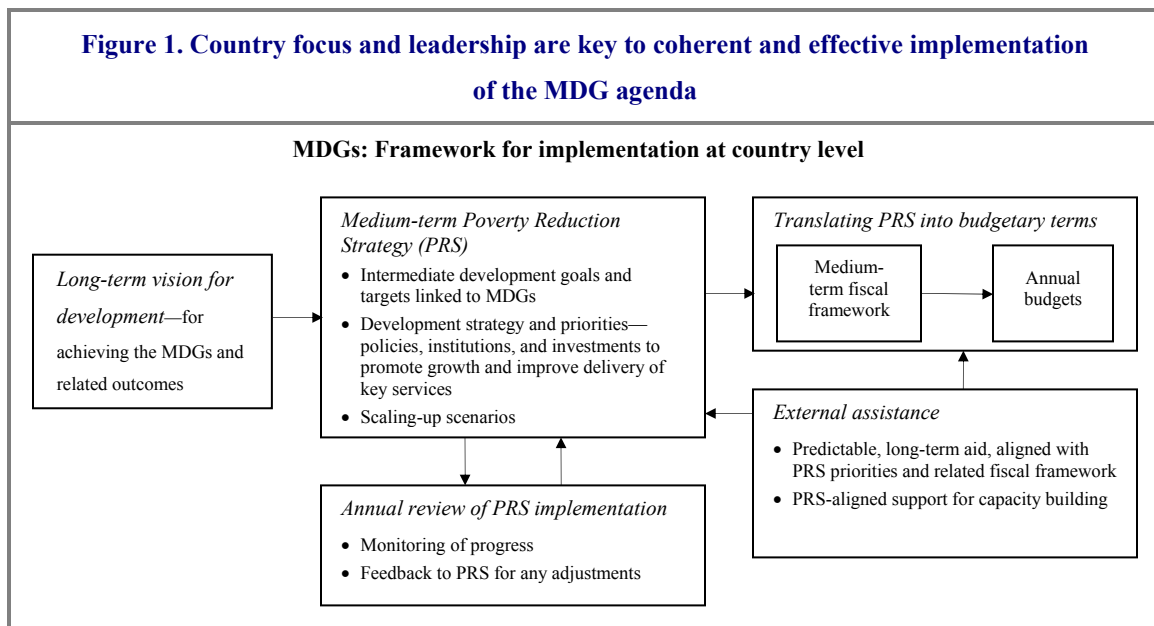 Figure 1. Country focus and leadership are key to coherent and effective implementation
of the MDG agenda
MDGs: Framework for implementation at country level
Long-term vision for
development—for
achieving the MDGs and
related outcomes
Medium-term Poverty Reduction
Strategy (PRS)
• Intermediate development goals and
targets linked to MDGs
• Development strategy and priorities—
policies, institutions, and investments to
promote growth and improve delivery of
key services
• Scaling-up scenarios
Translating PRS into budgetary terms
Medium-
term fiscal
framework
Annual
budgets
External assistance
• Predictable, long-term aid, aligned with
PRS priorities and related fiscal framework
• PRS-aligned support for capacity building
Annual review of PRS implementation
• Monitoring of progress
• Feedback to PRS for any adjustments